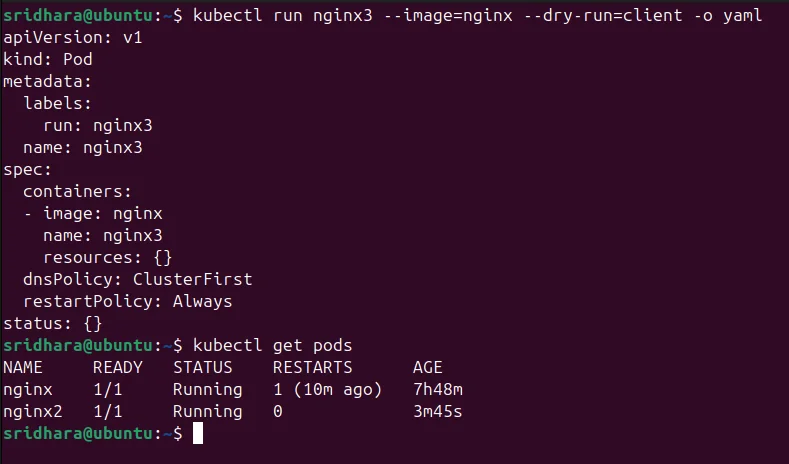 sridhara@ubuntu:~$ kubectl run nginx3 --image=nginx --dry-run=client -o yaml
apiVersion: v1
kind: Pod
metadata:
  labels:
    run: nginx3
  name: nginx3
spec:
  containers:
  - image: nginx
    name: nginx3
    resources: {}
  dnsPolicy: ClusterFirst
  restartPolicy: Always
status: {}
sridhara@ubuntu:~$ kubectl get pods
NAME     READY   STATUS    RESTARTS      AGE
nginx    1/1     Running   1 (10m ago)   7h48m
nginx2   1/1     Running   0             3m45s
sridhara@ubuntu:~$